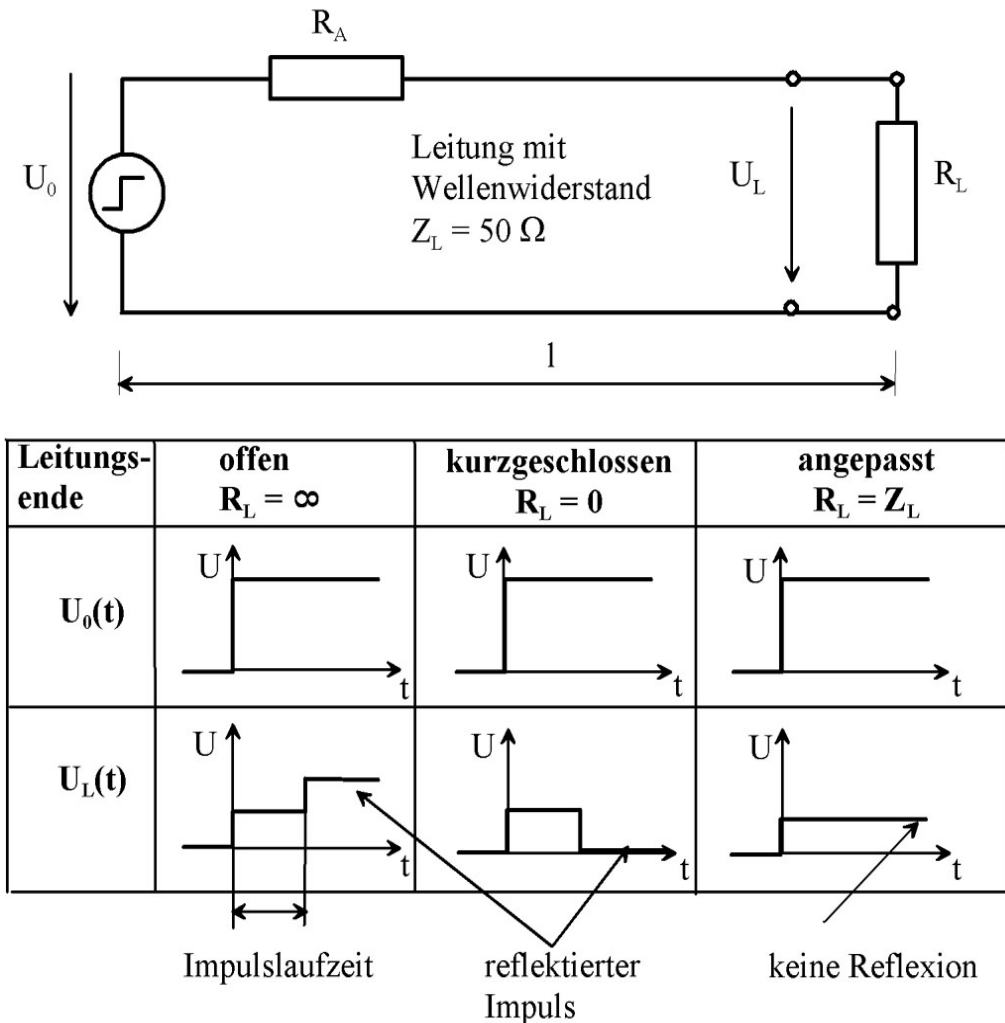 R_A
U_0
Leitung mit
Wellenwiderstand
Z_L = 50 Ω
U_L
R_L
l
Leitungs-
ende
offen
R_L = ∞
kurzgeschlossen
R_L = 0
angepasst
R_L = Z_L
U_0(t)
U
t
U
t
U
t
U_L(t)
U
t
U
t
U
t
Impulslaufzeit
reflektierter
Impuls
keine Reflexion